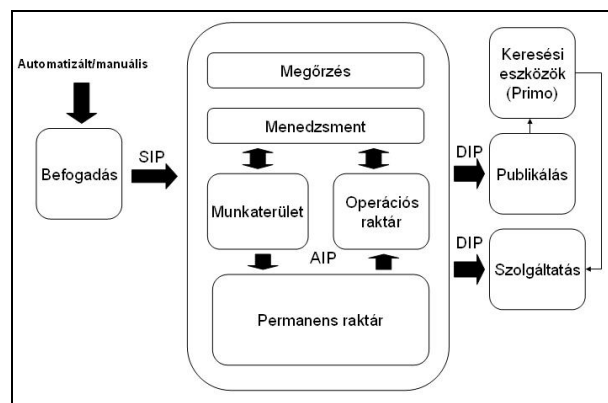 Automatizált/manuális
Befogadás
SIP
Megőrzés
Menedzsment
Munkaterület
Operációs
raktár
AIP
Permanens raktár
DIP
DIP
Keresési
eszközök
(Primo)
Publikálás
Szolgáltatás